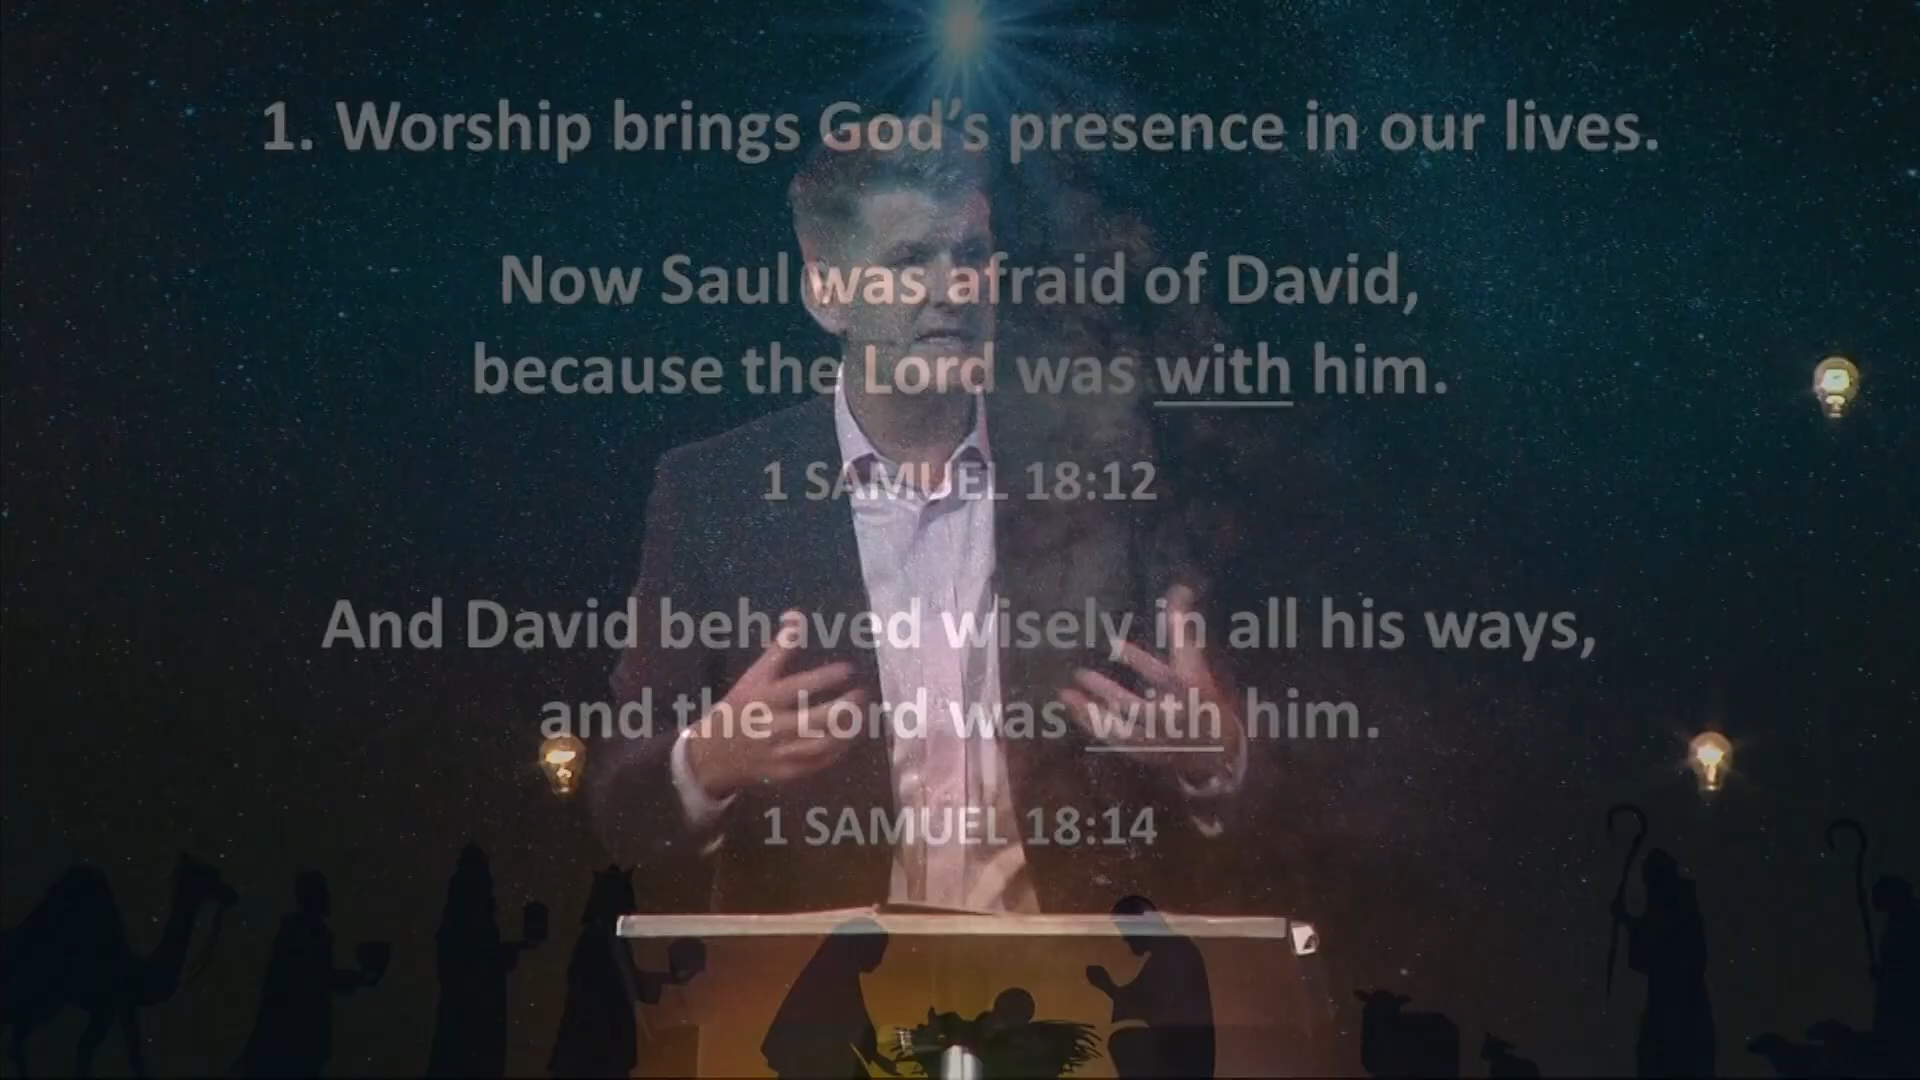 1. Worship brings God's presence in our lives.
Now Saul was afraid of David,
because the Lord was with him.
1 SAMUEL 18:12
And David behaved wisely in all his ways,
and the Lord was with him.
1 SAMUEL 18:14